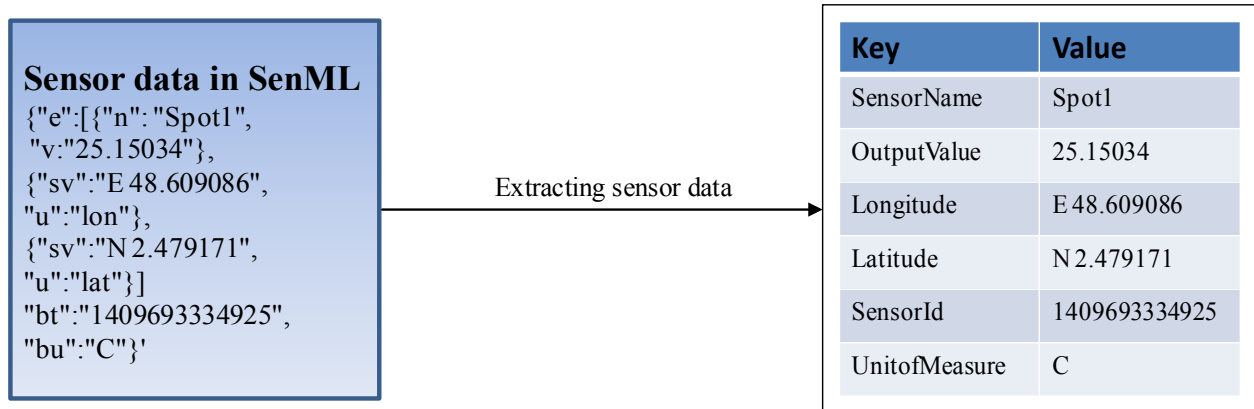 Sensor data in SenML
{"e":[{"n": "Spot1",
"v:"25.15034"},
{"sv":"E 48.609086",
"u":"lon"},
{"sv":"N 2.479171",
"u":"lat"}]
"bt":"1409693334925",
"bu":"C"}'
Extracting sensor data
Key Value
SensorName Spot1
OutputValue 25.15034
Longitude E 48.609086
Latitude N 2.479171
SensorId 1409693334925
UnitofMeasure C